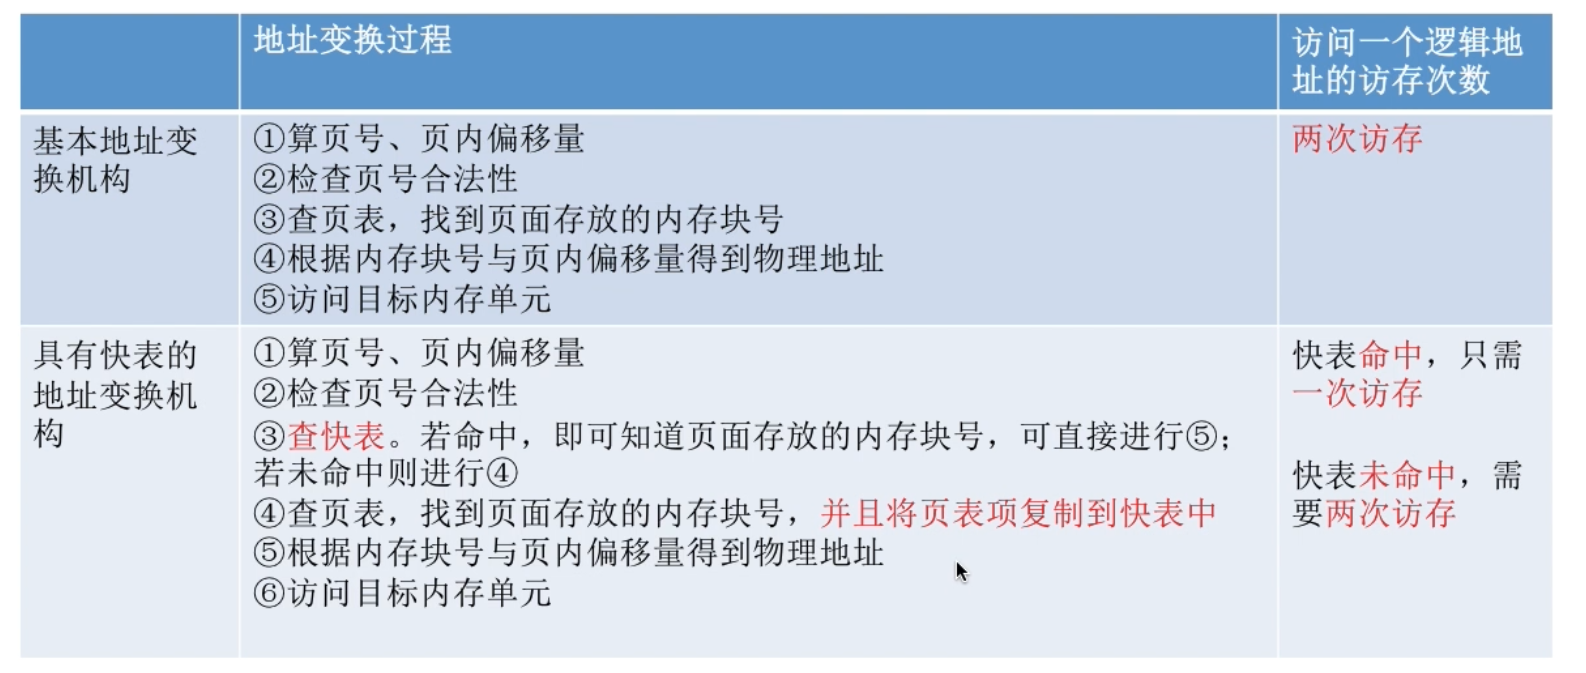 地址变换过程
访问一个逻辑地
址的访存次数
基本地址变
换机构
①算页号、页内偏移量
②检查页号合法性
③查页表，找到页面存放的内存块号
④根据内存块号与页内偏移量得到物理地址
⑤访问目标内存单元
两次访存
具有快表的
地址变换机
构
①算页号、页内偏移量
②检查页号合法性
③查快表。若命中，即可知道页面存放的内存块号，可直接进行⑤；
若未命中则进行④
④查页表，找到页面存放的内存块号，并且将页表项复制到快表中
⑤根据内存块号与页内偏移量得到物理地址
⑥访问目标内存单元
快表命中，只需
一次访存
快表未命中，需
要两次访存